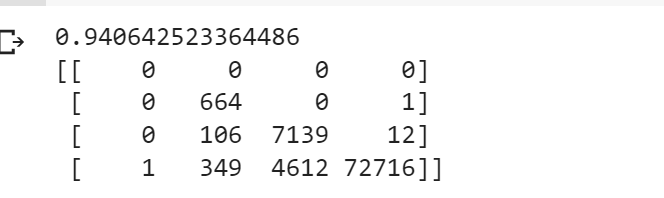 0.940642523364486
[[ 0 0 0 0]
[ 0 664 0 1]
[ 0 106 7139 12]
[ 1 349 4612 72716]]